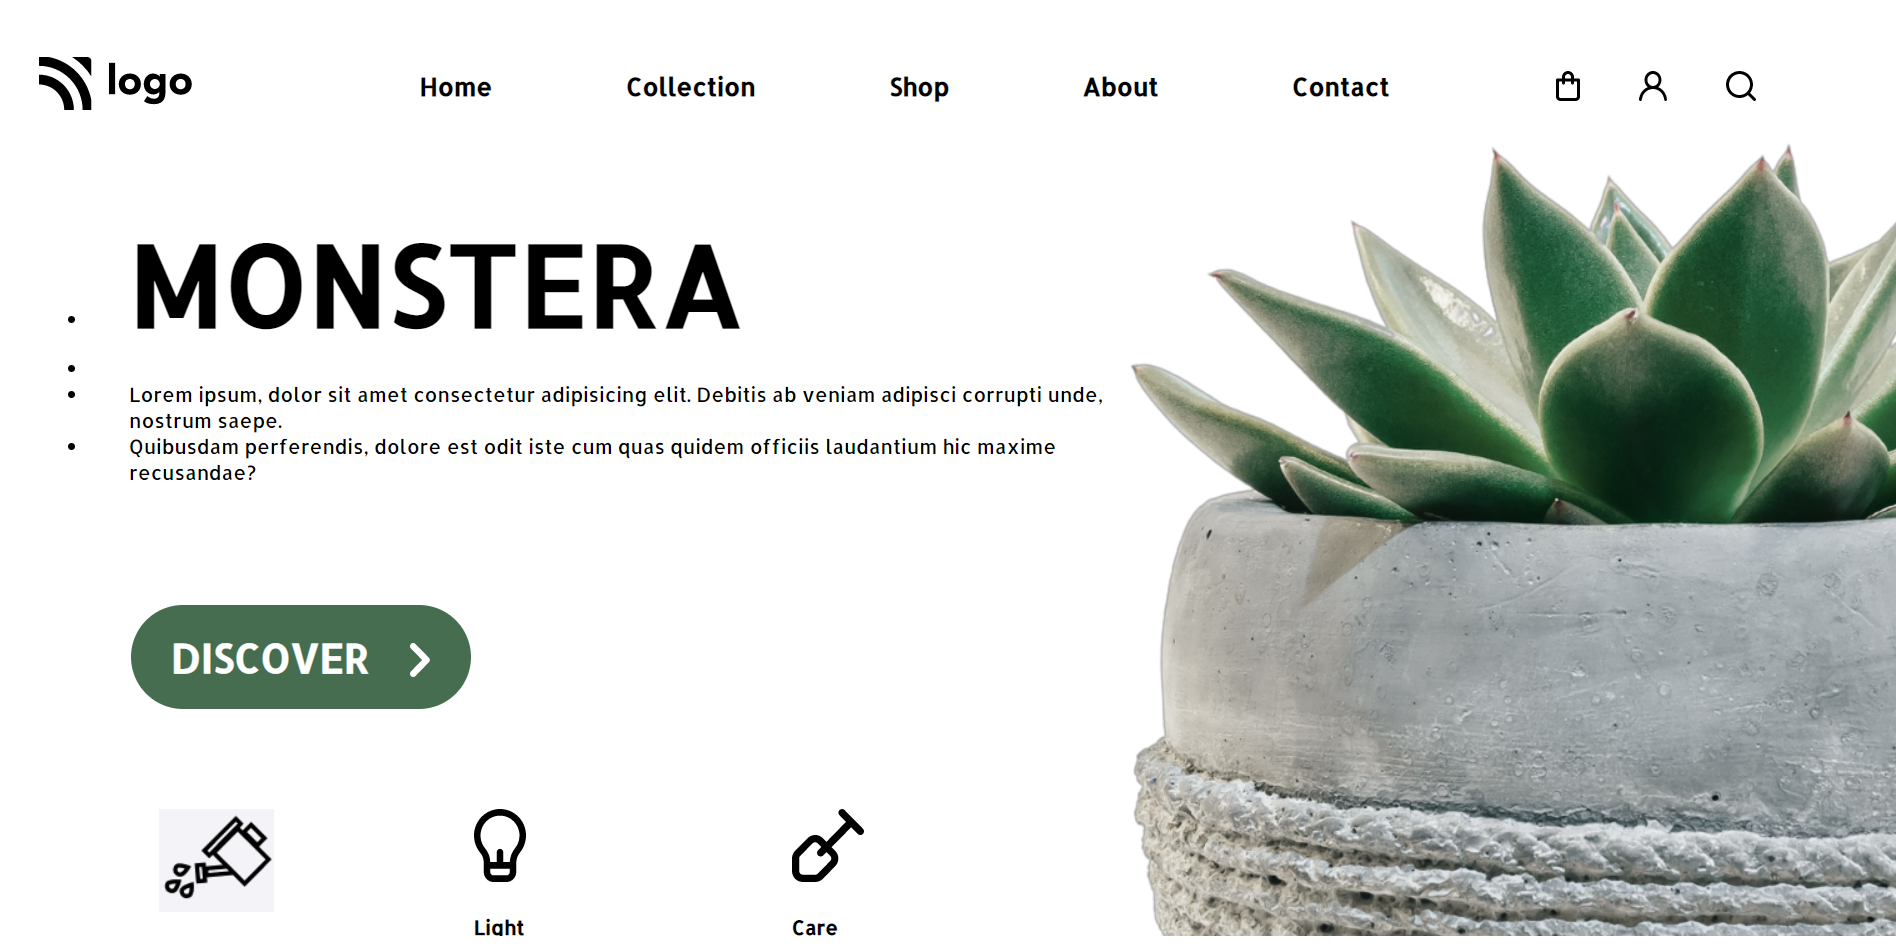 logo
Home
Collection
Shop
About
Contact
MONSTERA
Lorem ipsum, dolor sit amet consectetur adipisicing elit. Debitis ab veniam adipisci corrupti unde,
nostrum saepe.
Quibusdam perferendis, dolore est odit iste cum quas quidem officiis laudantium hic maxime
recusandae?
DISCOVER
Light
Care